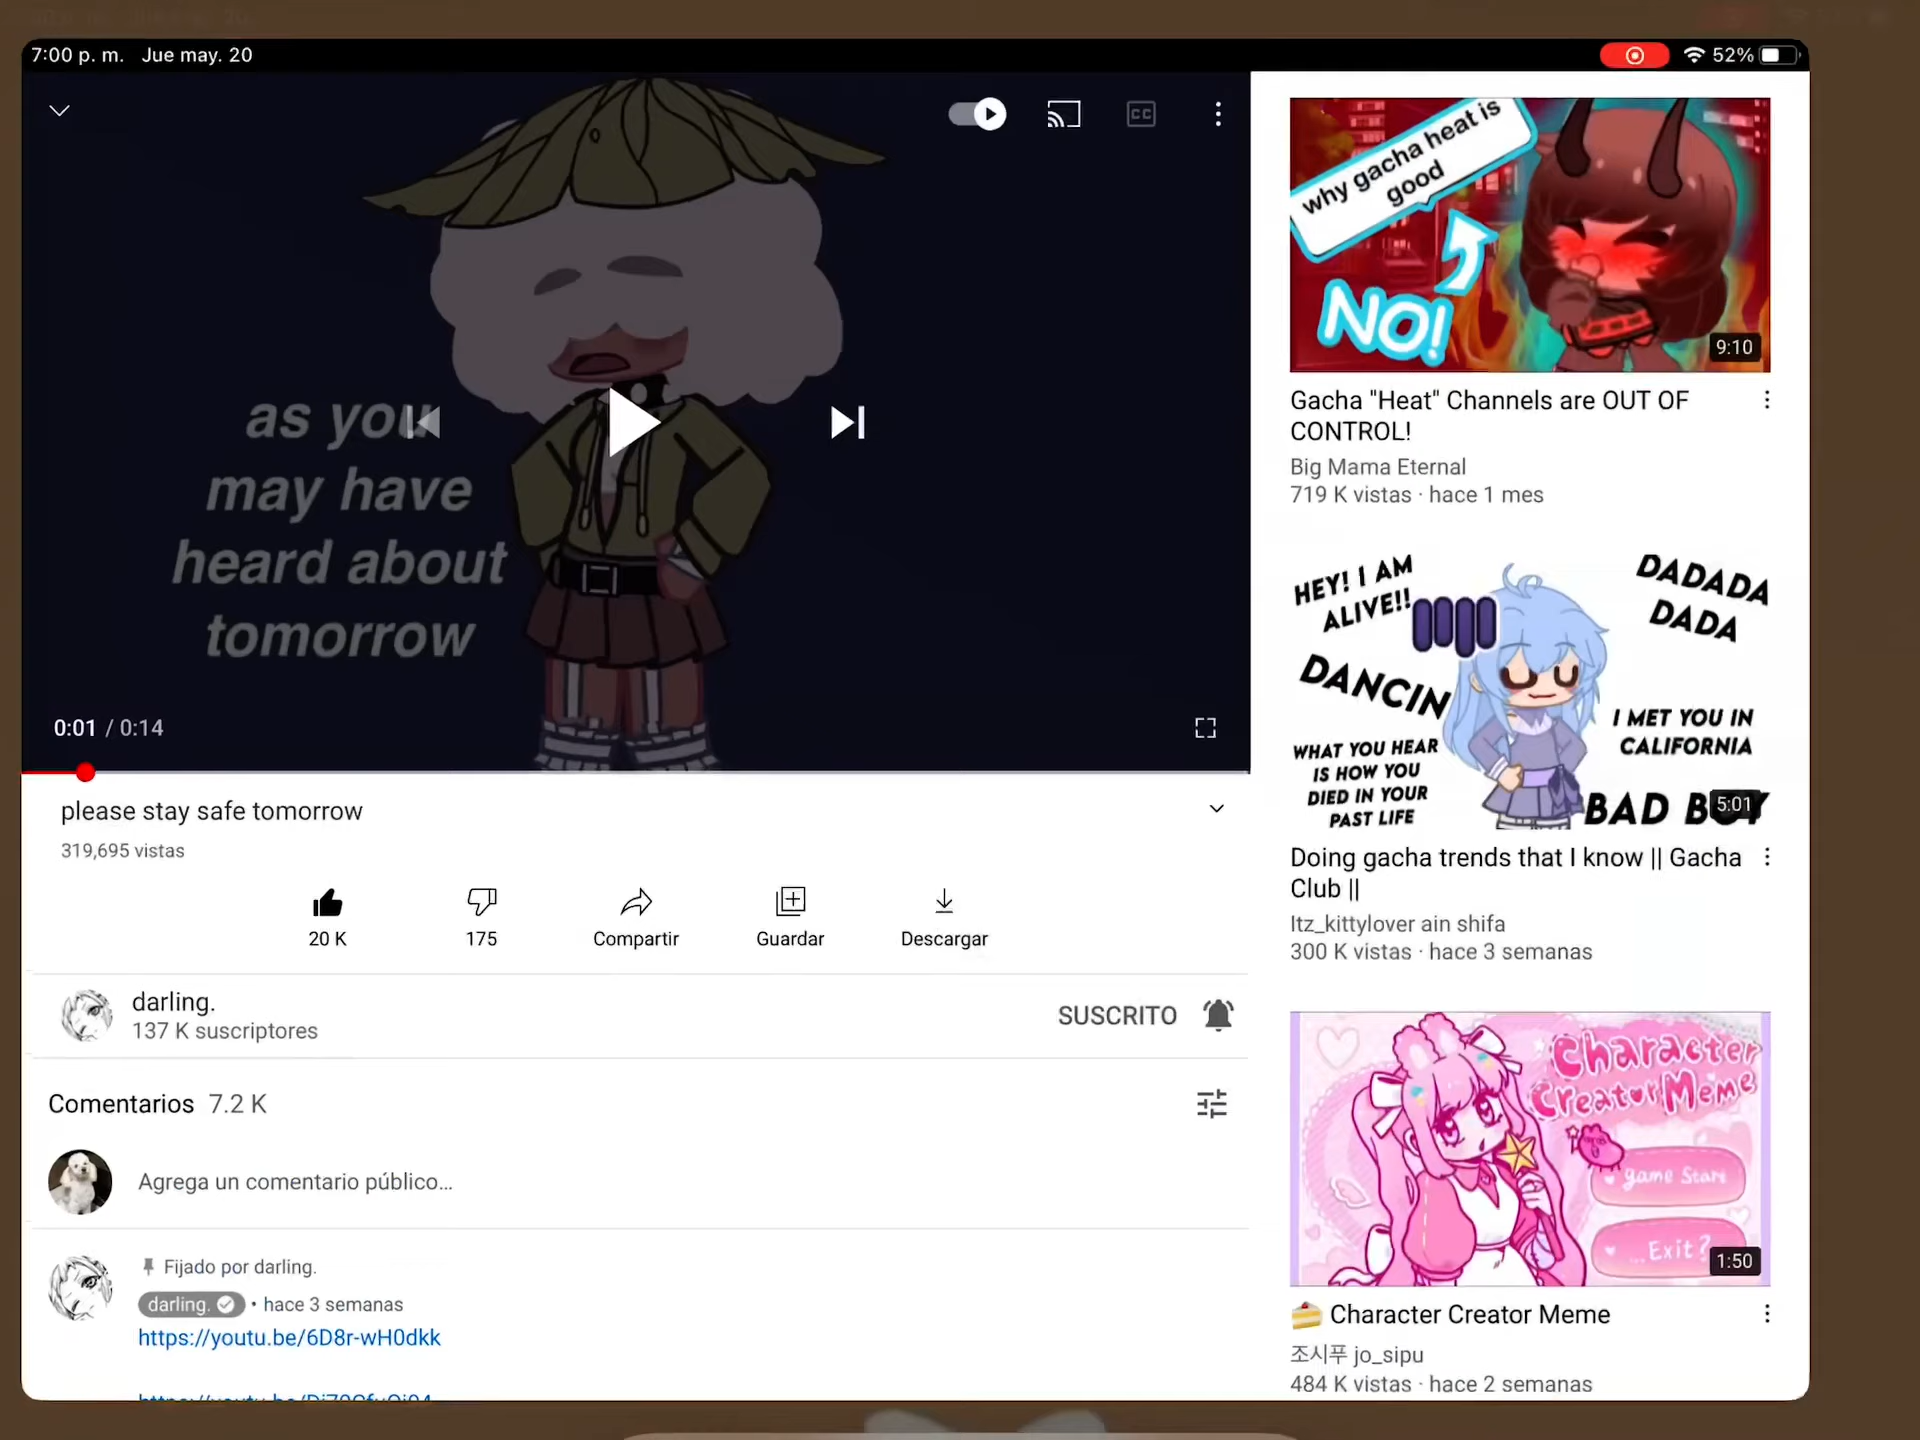 7:00 p. m. Jue may. 20
52%
CC
as you
may have
heard about
tomorrow
0:01 / 0:14
please stay safe tomorrow
319,695 vistas
20 K
175
Compartir
Guardar
Descargar
darling.
137 K suscriptores
SUSCRITO
Comentarios 7.2 K
Agrega un comentario público...
Fijado por darling.
darling. • hace 3 semanas
https://youtu.be/6D8r-wH0dkk
why gacha heat is
good
NO!
9:10
Gacha "Heat" Channels are OUT OF
CONTROL!
Big Mama Eternal
719 K vistas · hace 1 mes
HEY! I AM
ALIVE!!
DADADA
DADA
DANCIN
I MET YOU IN
CALIFORNIA
WHAT YOU HEAR
IS HOW YOU
DIED IN YOUR
PAST LIFE
BAD BOY
5:01
Doing gacha trends that I know || Gacha
Club ||
Itz_kittylover ain shifa
300 K vistas · hace 3 semanas
Character
Creator Meme
game Start
...Exit?
1:50
🍰 Character Creator Meme
조시푸 jo_sipu
484 K vistas · hace 2 semanas